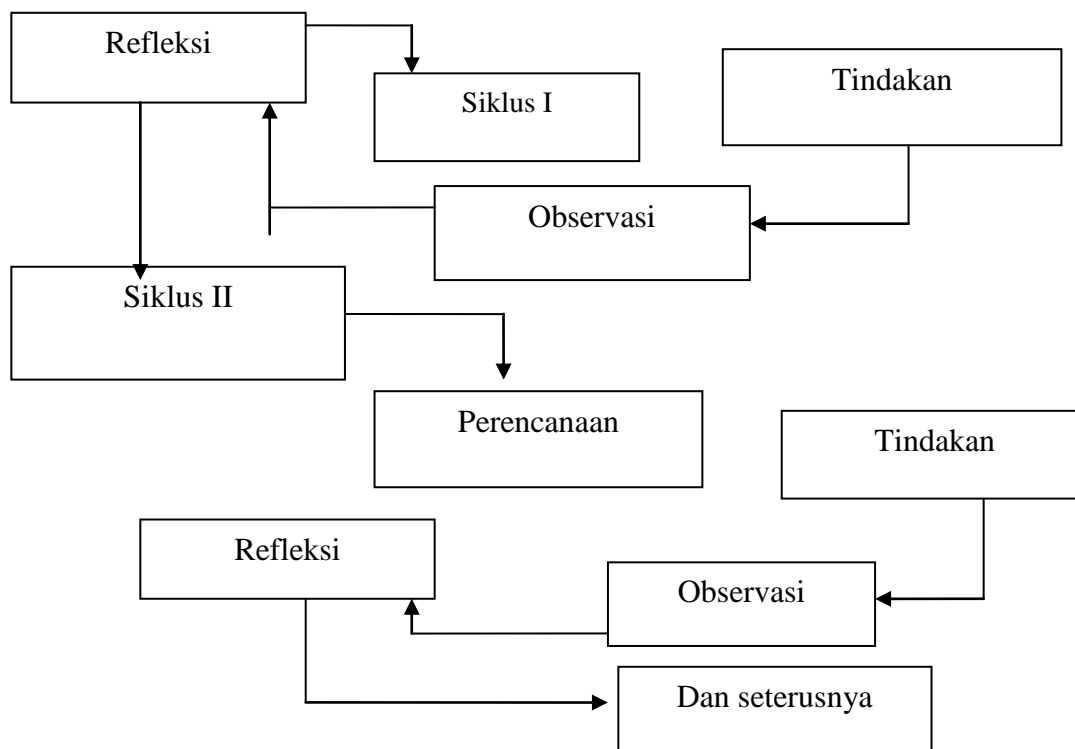 Refleksi
Siklus I
Tindakan
Observasi
Siklus II
Perencanaan
Tindakan
Refleksi
Observasi
Dan seterusnya